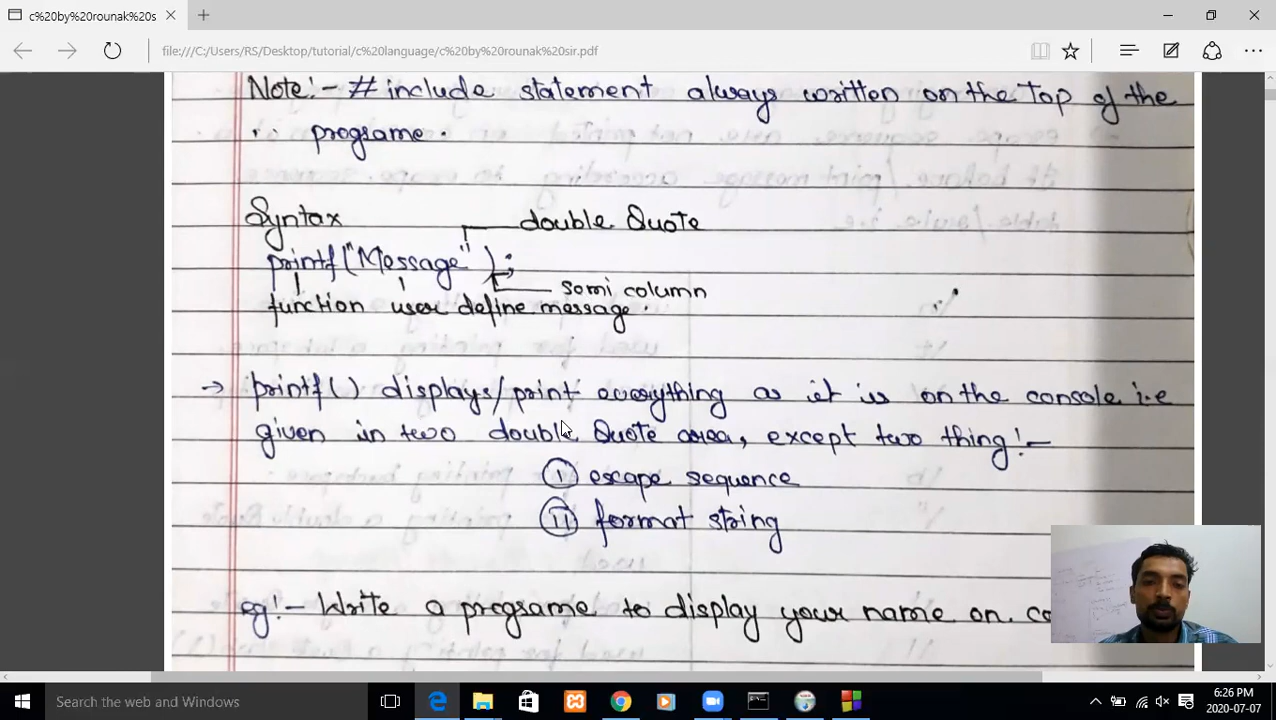 c%20by%20rounak%20s
file:///C:/Users/RS/Desktop/tutorial/c%20language/c%20by%20rounak%20sir.pdf
Note:- # include statement always written on the top of the
programe.
Syntax
double Quote
printf("Message");
somi column
function user define message.
→ printf() displays/print everything as it is on the console i.e
given in two double Quote area, except two thing:-
(I) escape sequence
(II) format string
eg:- Write a programe to display your name on. co
Search the web and Windows
6:26 PM
2020-07-07